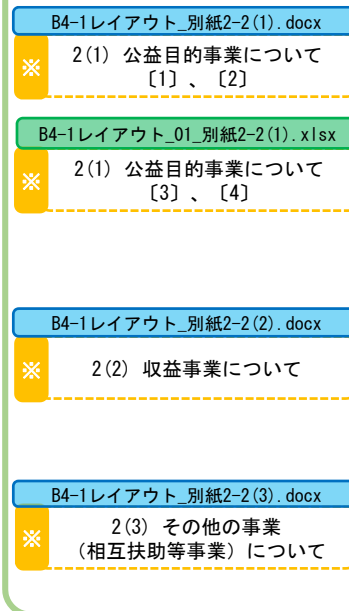 B4-1レイアウト_別紙2-2(1).docx
※
2(1) 公益目的事業について
〔1〕、〔2〕
B4-1レイアウト_01_別紙2-2(1).xlsx
※
2(1) 公益目的事業について
〔3〕、〔4〕
B4-1レイアウト_別紙2-2(2).docx
※
2(2) 収益事業について
B4-1レイアウト_別紙2-2(3).docx
※
2(3) その他の事業
（相互扶助等事業）について